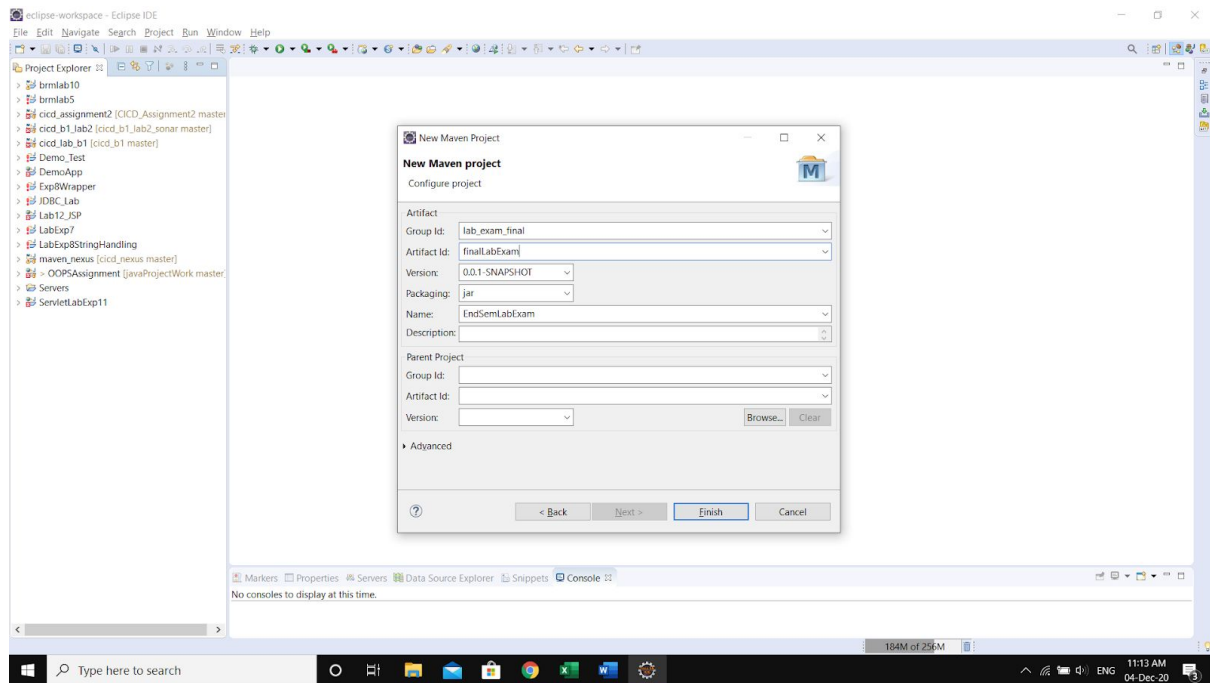 eclipse-workspace - Eclipse IDE
File Edit Navigate Search Project Run Window Help
Project Explorer
brmlab10
brmlab5
cicd_assignment2 [CICD_Assignment2 master
cicd_b1_lab2 [cicd_b1_lab2_sonar master]
cicd_lab_b1 [cicd_b1 master]
Demo_Test
DemoApp
Exp8Wrapper
JDBC_Lab
Lab12_JSP
LabExp7
LabExp8StringHandling
maven_nexus [cicd_nexus master]
> OOPSAssignment [javaProjectWork master]
Servers
ServletLabExp11
New Maven Project
New Maven project
Configure project
M
Artifact
Group Id: lab_exam_final
Artifact Id: finalLabExam
Version: 0.0.1-SNAPSHOT
Packaging: jar
Name: EndSemLabExam
Description:
Parent Project
Group Id:
Artifact Id:
Version: Browse... Clear
Advanced
? < Back Next > Finish Cancel
Markers Properties Servers Data Source Explorer Snippets Console
No consoles to display at this time.
184M of 256M
Type here to search
ENG
11:13 AM
04-Dec-20
3